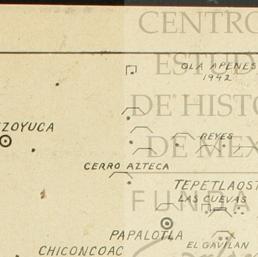 CENTRO
OLA APENES
ESTUD
1942
DE HISTO
ZOYUCA
REYES
DE MEX
CERRO AZTECA
TEPETLAOST
LAS CUEVAS
PAPALOTLA
EL GAVILAN
CHICONCOAC